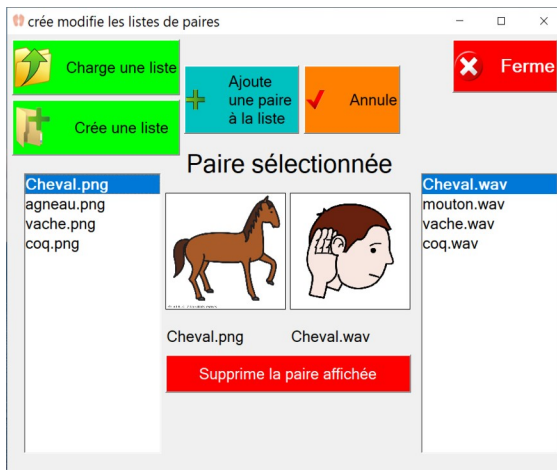 crée modifie les listes de paires
Charge une liste
Ajoute
une paire
à la liste
Annule
Ferme
Crée une liste
Paire sélectionnée
Cheval.png
agneau.png
vache.png
coq.png
Cheval.wav
mouton.wav
vache.wav
coq.wav
Cheval.png
Cheval.wav
Supprime la paire affichée